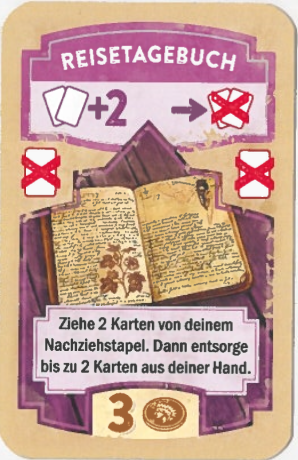 REISETAGEBUCH
+2
Ziehe 2 Karten von deinem
Nachziehstapel. Dann entsorge
bis zu 2 Karten aus deiner Hand.
3